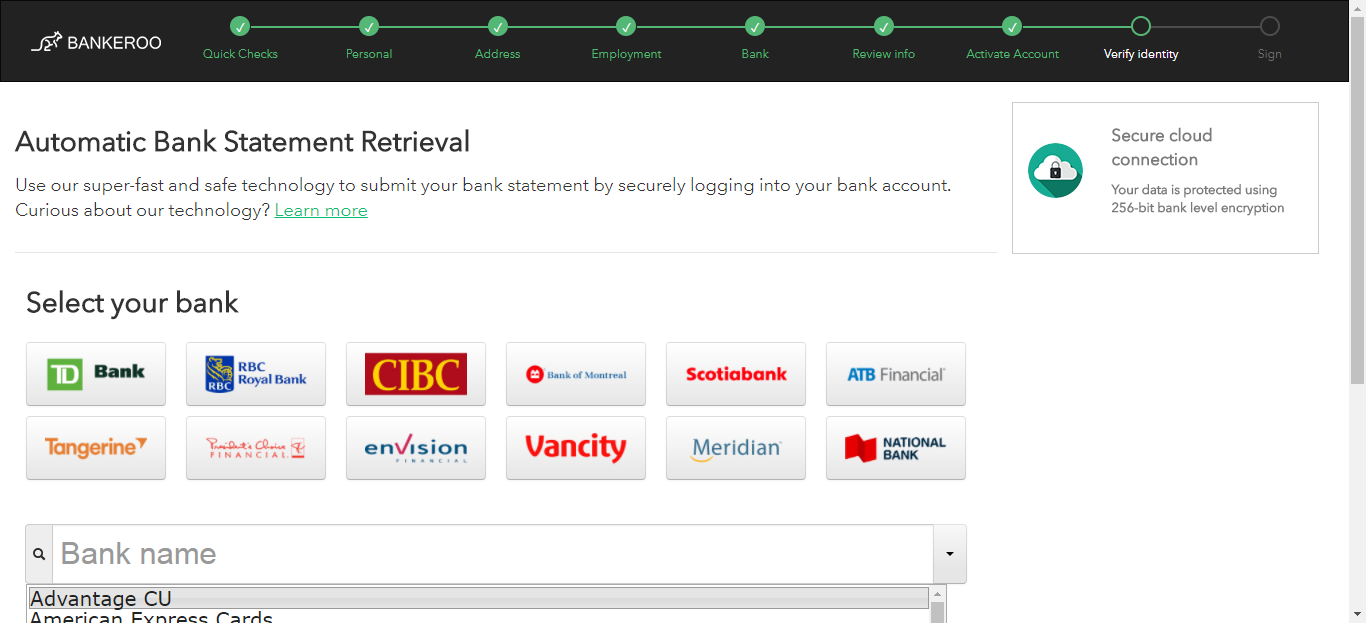 BANKEROO
Quick Checks
Personal
Address
Employment
Bank
Review info
Activate Account
Verify identity
Sign
Automatic Bank Statement Retrieval
Use our super-fast and safe technology to submit your bank statement by securely logging into your bank account.
Curious about our technology? Learn more
Secure cloud
connection
Your data is protected using
256-bit bank level encryption
Select your bank
TD Bank
RBC
RBC
Royal Bank
CIBC
Bank of Montreal
Scotiabank
ATB Financial
Tangerine
President's Choice
FINANCIAL
envision
FINANCIAL
Vancity
Meridian
NATIONAL
BANK
Bank name
Advantage CU
American Express Cards